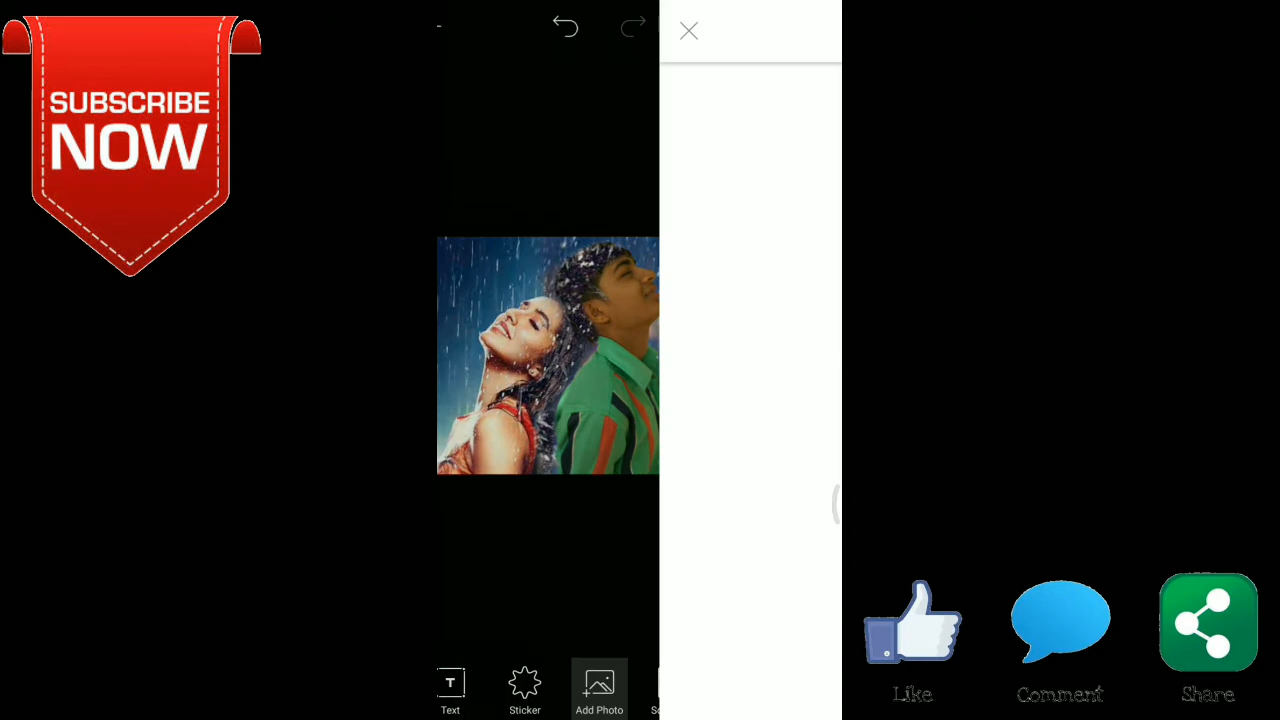 SUBSCRIBE
NOW
T
Text
Sticker
Add Photo
Like
Comment
Share